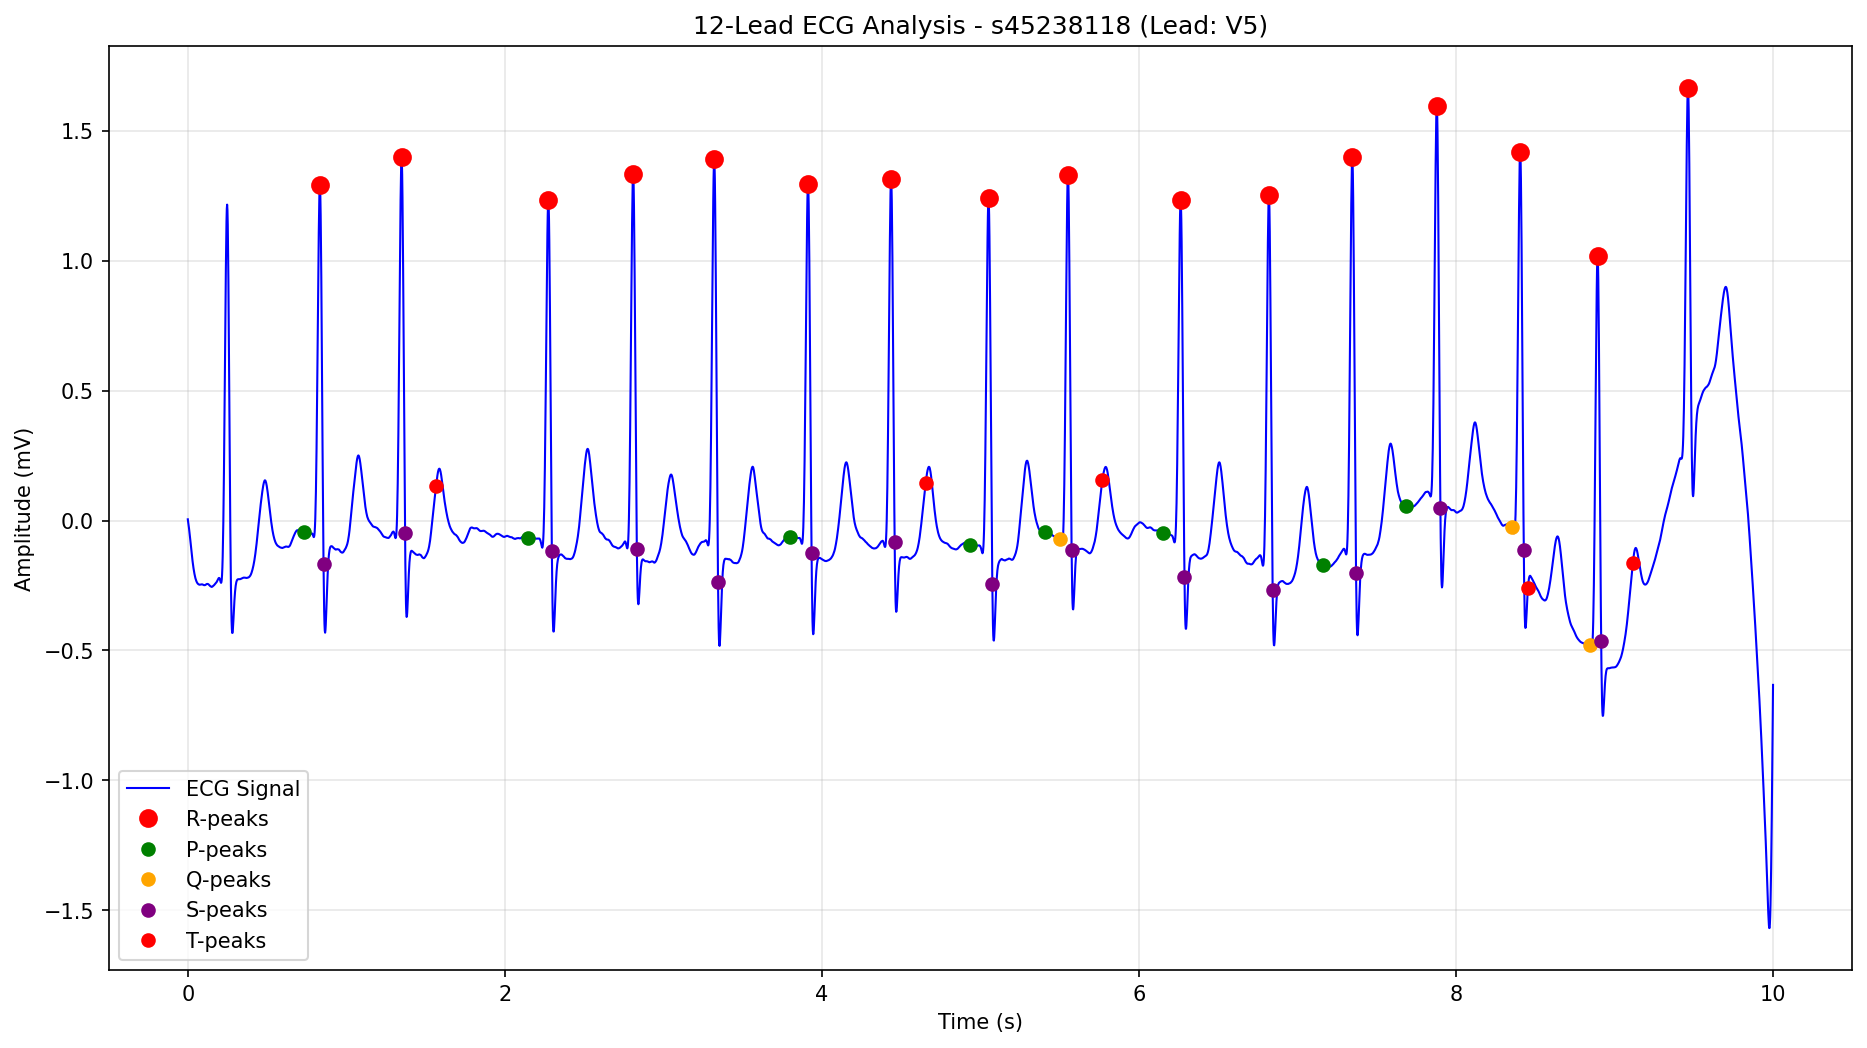 12-Lead ECG Analysis - s45238118 (Lead: V5)
Amplitude (mV)
1.5
1.0
0.5
0.0
−0.5
−1.0
−1.5
ECG Signal
R-peaks
P-peaks
Q-peaks
S-peaks
T-peaks
0 2 4 6 8 10
Time (s)